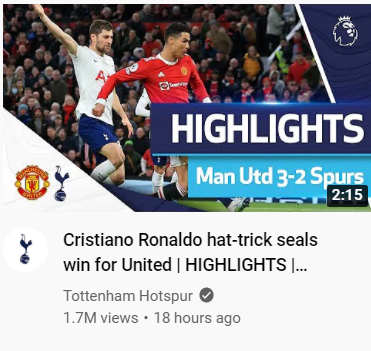 HIGHLIGHTS
Man Utd 3-2 Spurs
2:15
Cristiano Ronaldo hat-trick seals
win for United | HIGHLIGHTS |...
Tottenham Hotspur
1.7M views • 18 hours ago